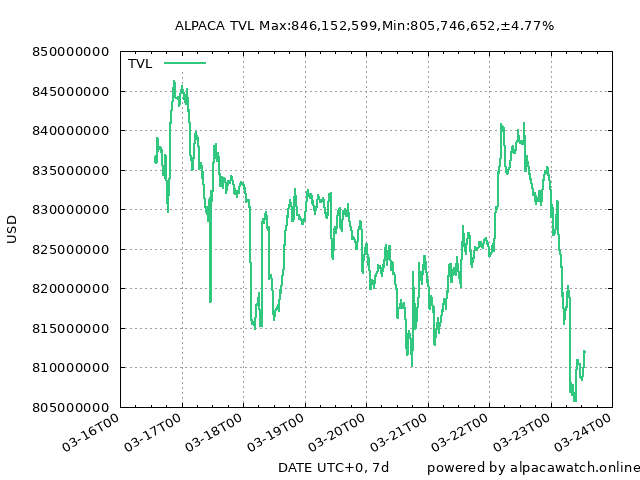 ALPACA TVL Max:846,152,599,Min:805,746,652,±4.77%
850000000
TVL
845000000
840000000
835000000
830000000
USD
825000000
820000000
815000000
810000000
805000000
03-16T00
03-17T00
03-18T00
03-19T00
03-20T00
03-21T00
03-22T00
03-23T00
03-24T00
DATE UTC+0, 7d
powered by alpacawatch.online